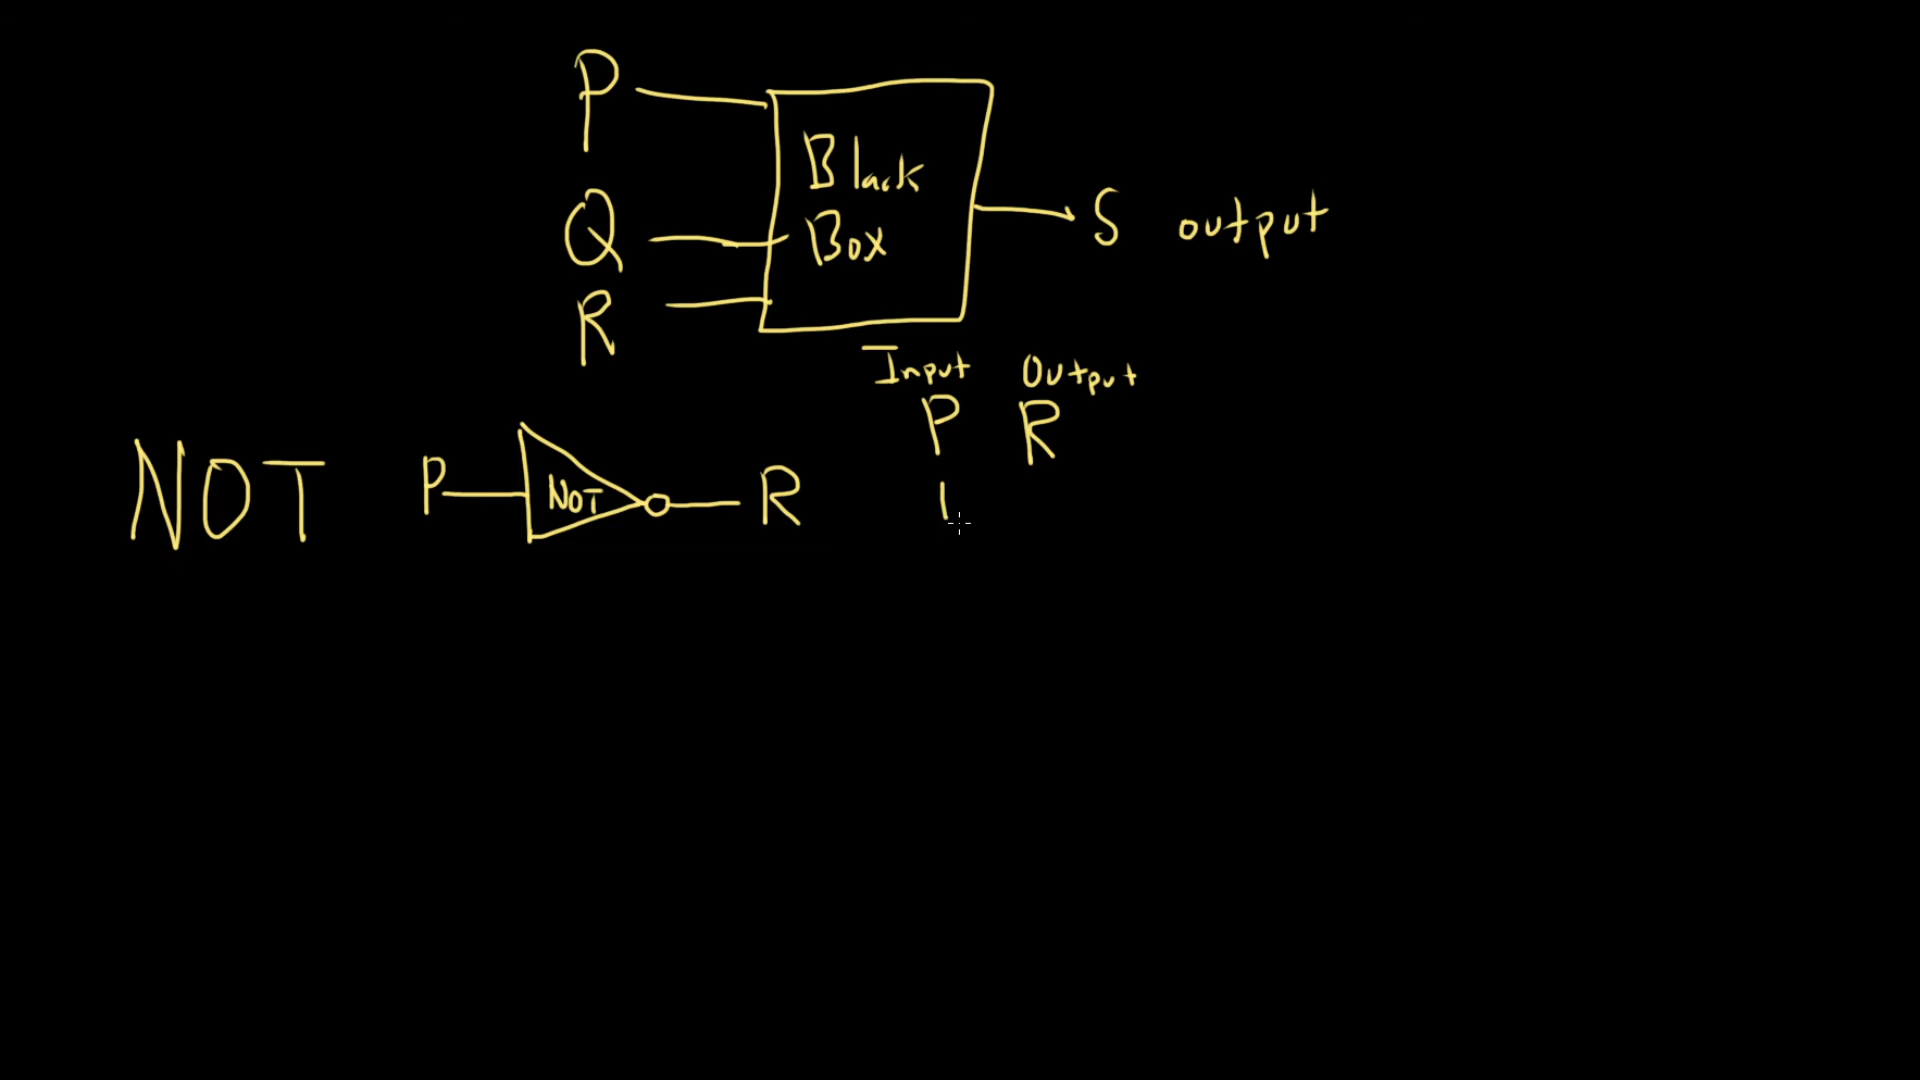 P
Black
Q
Box
S output
R
Input Output
P R
NOT P NOT R
1